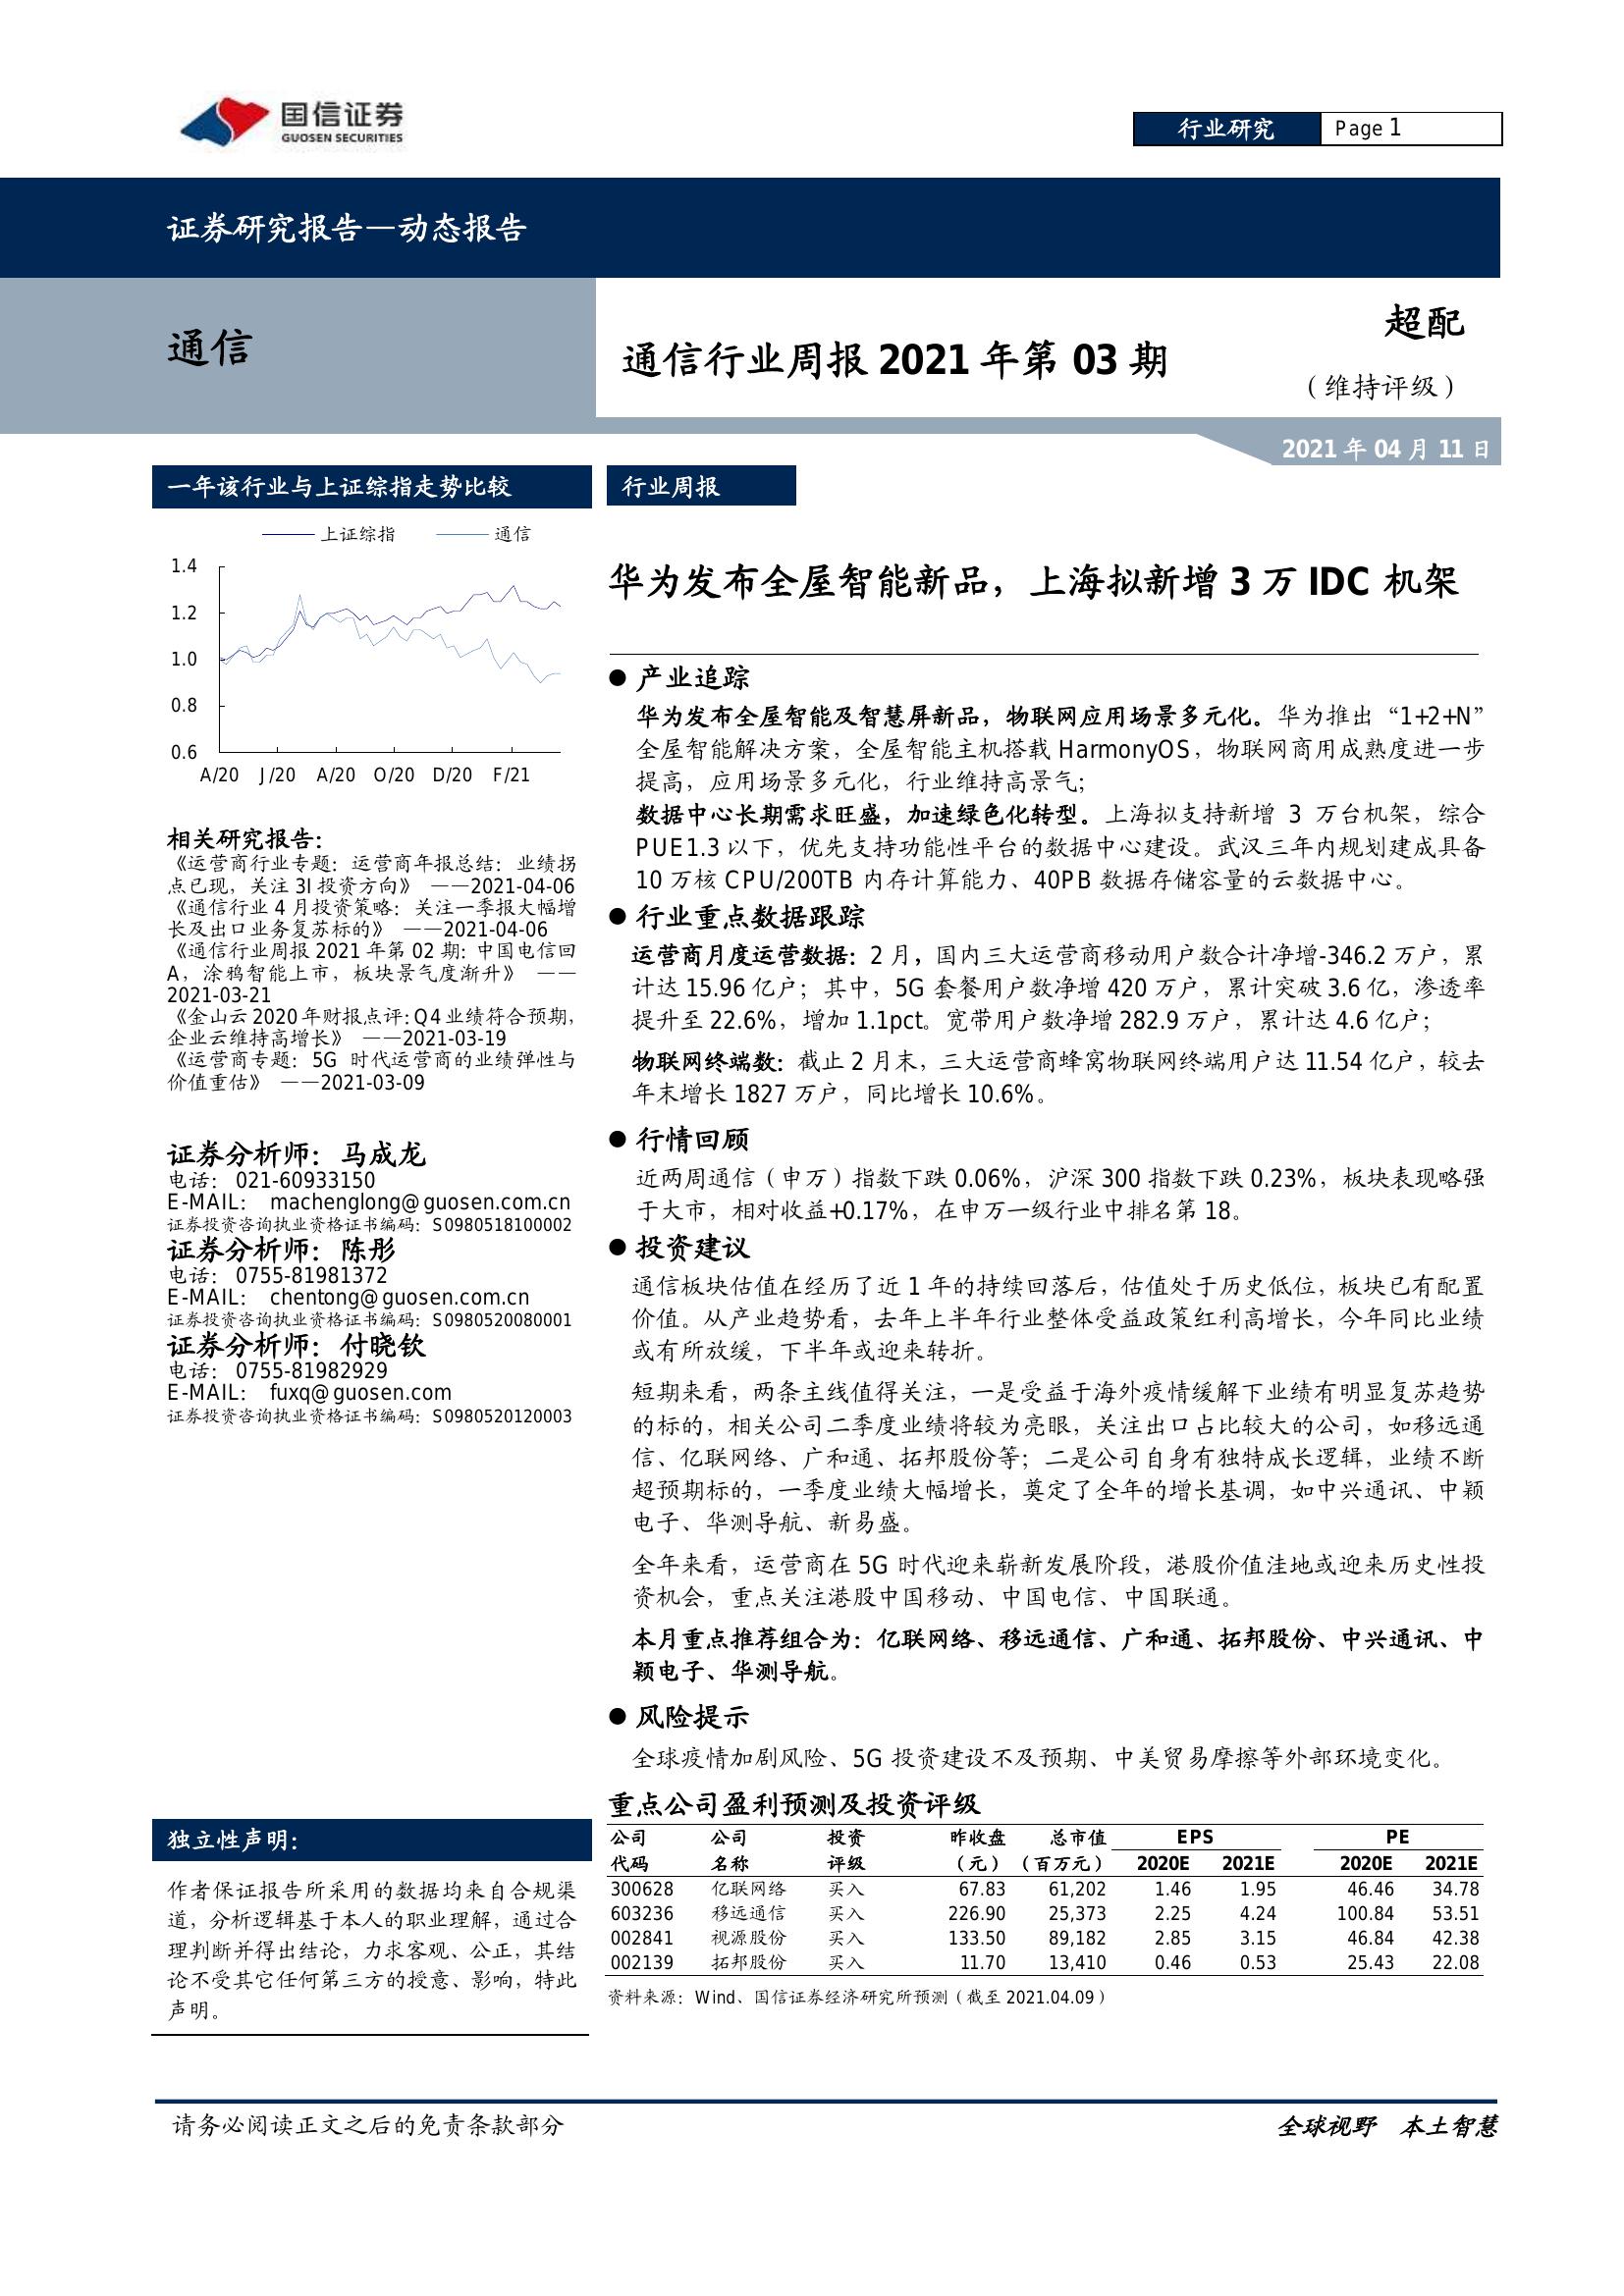 国信证券
GUOSEN SECURITIES
行业研究 Page 1
证券研究报告—动态报告
通信
通信行业周报 2021 年第 03 期
超配
（维持评级）
2021 年 04 月 11 日
一年该行业与上证综指走势比较
上证综指 通信
1.4
1.2
1.0
0.8
0.6
A/20 J/20 A/20 O/20 D/20 F/21
相关研究报告：
《运营商行业专题：运营商年报总结：业绩拐
点已现，关注 3I 投资方向》 ——2021-04-06
《通信行业 4 月投资策略：关注一季报大幅增
长及出口业务复苏标的》 ——2021-04-06
《通信行业周报 2021 年第 02 期：中国电信回
A，涂鸦智能上市，板块景气度渐升》 ——
2021-03-21
《金山云 2020 年财报点评：Q4 业绩符合预期，
企业云维持高增长》 ——2021-03-19
《运营商专题：5G 时代运营商的业绩弹性与
价值重估》 ——2021-03-09
证券分析师：马成龙
电话： 021-60933150
E-MAIL： machenglong@guosen.com.cn
证券投资咨询执业资格证书编码：S0980518100002
证券分析师：陈彤
电话： 0755-81981372
E-MAIL： chentong@guosen.com.cn
证券投资咨询执业资格证书编码：S0980520080001
证券分析师：付晓钦
电话： 0755-81982929
E-MAIL： fuxq@guosen.com
证券投资咨询执业资格证书编码：S0980520120003
独立性声明：
作者保证报告所采用的数据均来自合规渠
道，分析逻辑基于本人的职业理解，通过合
理判断并得出结论，力求客观、公正，其结
论不受其它任何第三方的授意、影响，特此
声明。
行业周报
华为发布全屋智能新品，上海拟新增 3 万 IDC 机架
● 产业追踪
华为发布全屋智能及智慧屏新品，物联网应用场景多元化。华为推出“1+2+N”
全屋智能解决方案，全屋智能主机搭载 HarmonyOS，物联网商用成熟度进一步
提高，应用场景多元化，行业维持高景气；
数据中心长期需求旺盛，加速绿色化转型。上海拟支持新增 3 万台机架，综合
PUE1.3 以下，优先支持功能性平台的数据中心建设。武汉三年内规划建成具备
10 万核 CPU/200TB 内存计算能力、40PB 数据存储容量的云数据中心。
● 行业重点数据跟踪
运营商月度运营数据：2 月，国内三大运营商移动用户数合计净增-346.2 万户，累
计达 15.96 亿户；其中，5G 套餐用户数净增 420 万户，累计突破 3.6 亿，渗透率
提升至 22.6%，增加 1.1pct。宽带用户数净增 282.9 万户，累计达 4.6 亿户；
物联网终端数：截止 2 月末，三大运营商蜂窝物联网终端用户达 11.54 亿户，较去
年末增长 1827 万户，同比增长 10.6%。
● 行情回顾
近两周通信（申万）指数下跌 0.06%，沪深 300 指数下跌 0.23%，板块表现略强
于大市，相对收益+0.17%，在申万一级行业中排名第 18。
● 投资建议
通信板块估值在经历了近 1 年的持续回落后，估值处于历史低位，板块已有配置
价值。从产业趋势看，去年上半年行业整体受益政策红利高增长，今年同比业绩
或有所放缓，下半年或迎来转折。
短期来看，两条主线值得关注，一是受益于海外疫情缓解下业绩有明显复苏趋势
的标的，相关公司二季度业绩将较为亮眼，关注出口占比较大的公司，如移远通
信、亿联网络、广和通、拓邦股份等；二是公司自身有独特成长逻辑，业绩不断
超预期标的，一季度业绩大幅增长，奠定了全年的增长基调，如中兴通讯、中颖
电子、华测导航、新易盛。
全年来看，运营商在 5G 时代迎来崭新发展阶段，港股价值洼地或迎来历史性投
资机会，重点关注港股中国移动、中国电信、中国联通。
本月重点推荐组合为：亿联网络、移远通信、广和通、拓邦股份、中兴通讯、中
颖电子、华测导航。
● 风险提示
全球疫情加剧风险、5G 投资建设不及预期、中美贸易摩擦等外部环境变化。
重点公司盈利预测及投资评级
公司 公司 投资 昨收盘 总市值 EPS PE
代码 名称 评级 （元） （百万元） 2020E 2021E 2020E 2021E
300628 亿联网络 买入 67.83 61,202 1.46 1.95 46.46 34.78
603236 移远通信 买入 226.90 25,373 2.25 4.24 100.84 53.51
002841 视源股份 买入 133.50 89,182 2.85 3.15 46.84 42.38
002139 拓邦股份 买入 11.70 13,410 0.46 0.53 25.43 22.08
资料来源：Wind、国信证券经济研究所预测（截至 2021.04.09）
请务必阅读正文之后的免责条款部分
全球视野 本土智慧